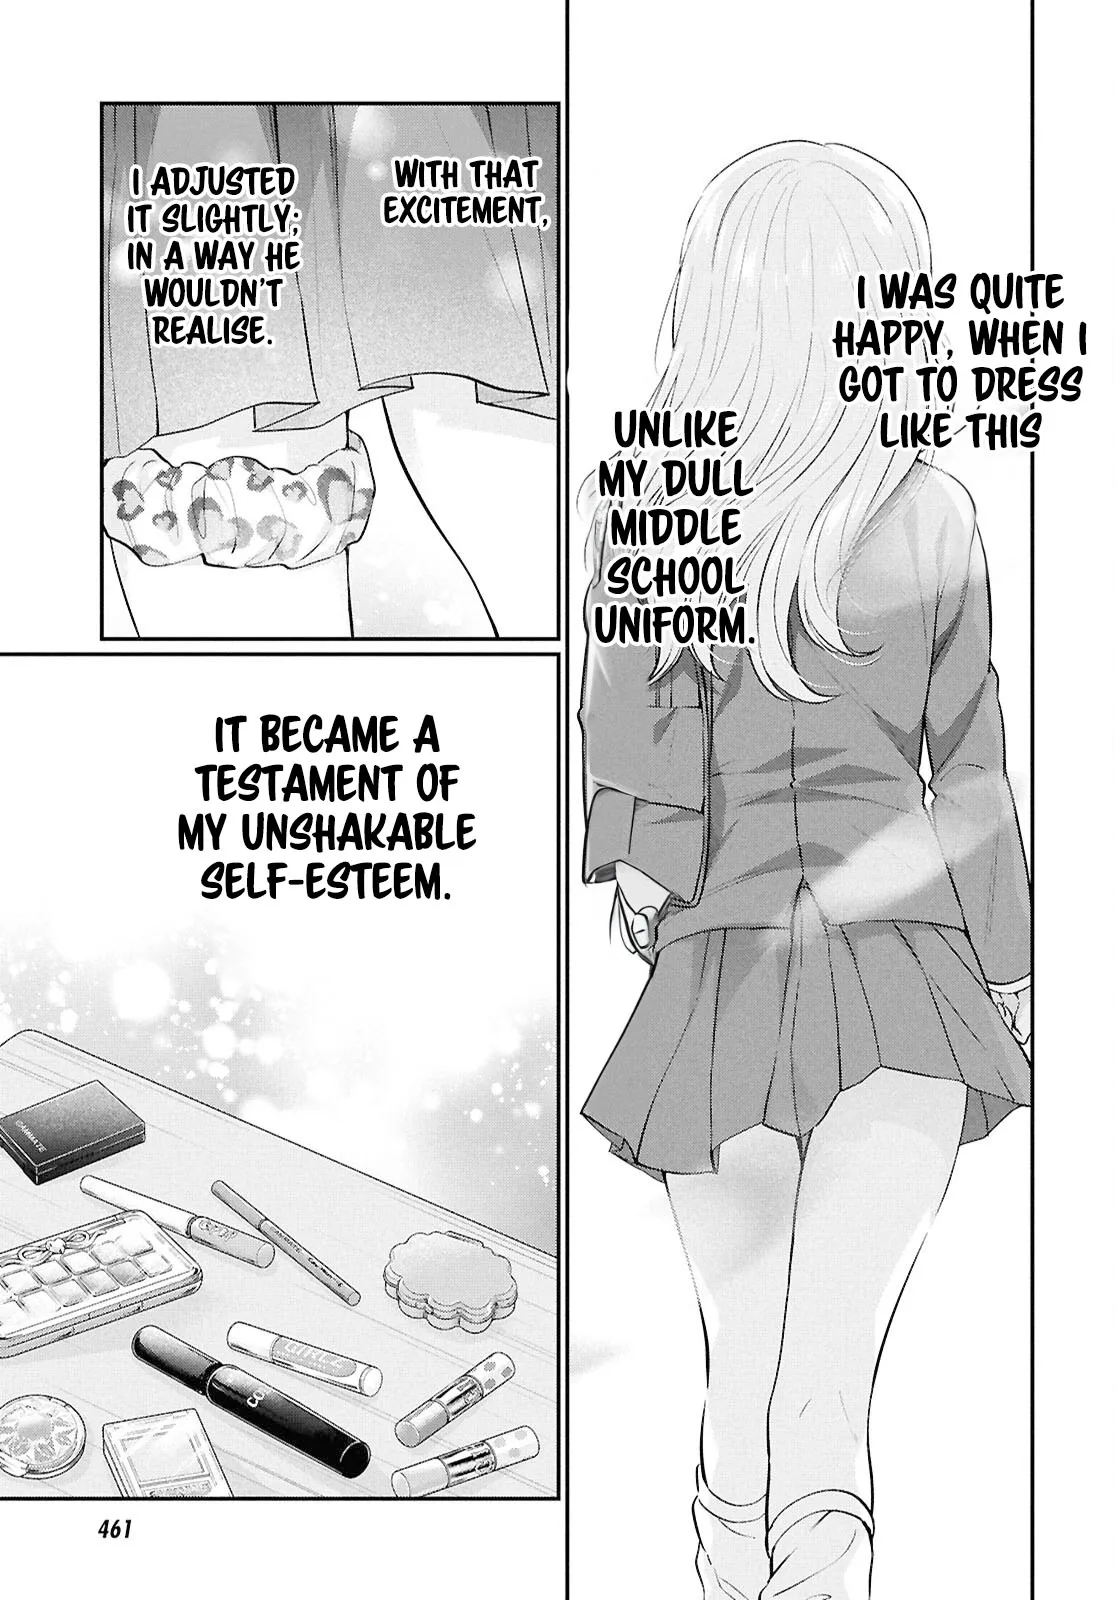 I WAS QUITE
HAPPY, WHEN I
GOT TO DRESS
LIKE THIS
UNLIKE
MY DULL
MIDDLE
SCHOOL
UNIFORM.
WITH THAT
EXCITEMENT,
I ADJUSTED
IT SLIGHTLY;
IN A WAY HE
WOULDN'T
REALISE.
IT BECAME A
TESTAMENT OF
MY UNSHAKABLE
SELF-ESTEEM.
GIRLZ
461